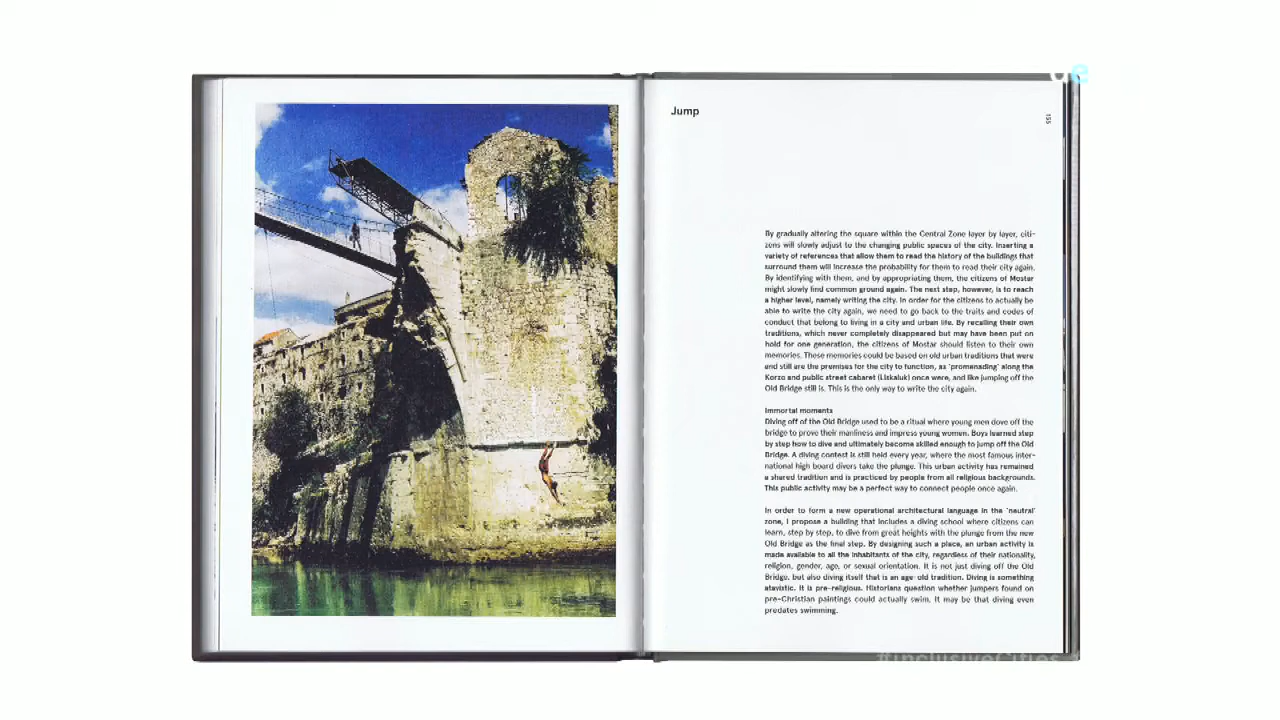 de
Jump
155
By gradually altering the square within the Central Zone layer by layer, citi-
zens will slowly adjust to the changing public spaces of the city. Inserting a
variety of references that allow them to read the history of the buildings that
surround them will increase the probability for them to read their city again.
By identifying with them, and by appropriating them, the citizens of Mostar
might slowly find common ground again. The next step, however, is to reach
a higher level, namely writing the city. In order for the citizens to actually be
able to write the city again, we need to go back to the traits and codes of
conduct that belong to living in a city and urban life. By recalling their own
traditions, which never completely disappeared but may have been put on
hold for one generation, the citizens of Mostar should listen to their own
memories. These memories could be based on old urban traditions that were
and still are the premises for the city to function, as 'promenading' along the
Korzo and public street cabaret (Liskaluk) once were, and like jumping off the
Old Bridge still is. This is the only way to write the city again.
Immortal moments
Diving off of the Old Bridge used to be a ritual where young men dove off the
bridge to prove their manliness and impress young women. Boys learned step
by step how to dive and ultimately become skilled enough to jump off the Old
Bridge. A diving contest is still held every year, where the most famous inter-
national high board divers take the plunge. This urban activity has remained
a shared tradition and is practiced by people from all religious backgrounds.
This public activity may be a perfect way to connect people once again.
In order to form a new operational architectural language in the 'neutral'
zone, I propose a building that includes a diving school where citizens can
learn, step by step, to dive from great heights with the plunge from the new
Old Bridge as the final step. By designing such a place, an urban activity is
made available to all the inhabitants of the city, regardless of their nationality,
religion, gender, age, or sexual orientation. It is not just diving off the Old
Bridge, but also diving itself that is an age-old tradition. Diving is something
atavistic. It is pre-religious. Historians question whether jumpers found on
pre-Christian paintings could actually swim. It may be that diving even
predates swimming.
#InclusiveCities